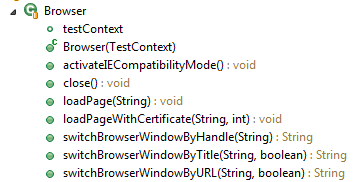 Browser
testContext
Browser(TestContext)
activateIECompatibilityMode() : void
close() : void
loadPage(String) : void
loadPageWithCertificate(String, int) : void
switchBrowserWindowByHandle(String) : String
switchBrowserWindowByTitle(String, boolean) : String
switchBrowserWindowByURL(String, boolean) : String